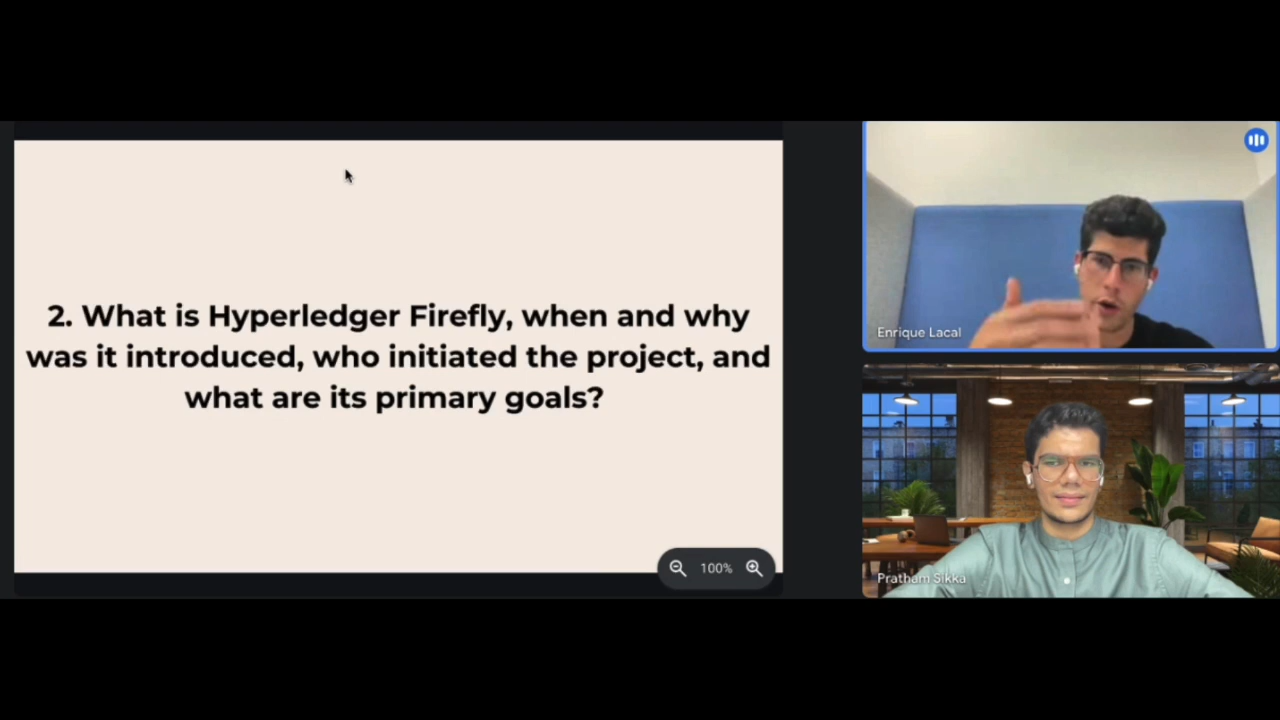 2. What is Hyperledger Firefly, when and why
was it introduced, who initiated the project, and
what are its primary goals?
100%
Enrique Lacal
Pratham Sikka